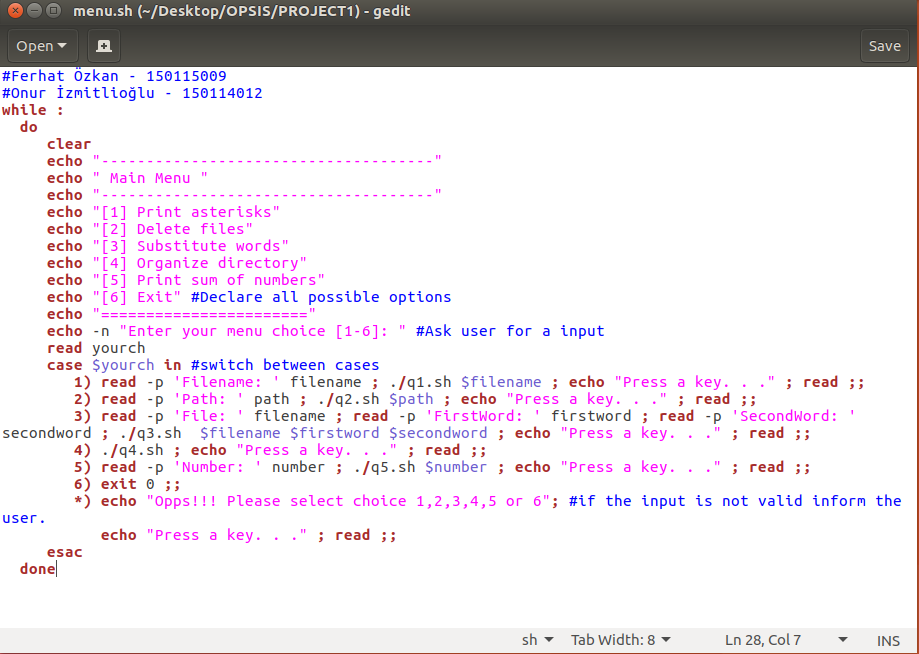 menu.sh (~/Desktop/OPSIS/PROJECT1) - gedit
Open
Save
#Ferhat Özkan - 150115009
#Onur İzmitlioğlu - 150114012
while :
do
clear
echo "-------------------------------------"
echo " Main Menu "
echo "-------------------------------------"
echo "[1] Print asterisks"
echo "[2] Delete files"
echo "[3] Substitute words"
echo "[4] Organize directory"
echo "[5] Print sum of numbers"
echo "[6] Exit" #Declare all possible options
echo "======================="
echo -n "Enter your menu choice [1-6]: " #Ask user for a input
read yourch
case $yourch in #switch between cases
1) read -p 'Filename: ' filename ; ./q1.sh $filename ; echo "Press a key. . ." ; read ;;
2) read -p 'Path: ' path ; ./q2.sh $path ; echo "Press a key. . ." ; read ;;
3) read -p 'File: ' filename ; read -p 'FirstWord: ' firstword ; read -p 'SecondWord: '
secondword ; ./q3.sh  $filename $firstword $secondword ; echo "Press a key. . ." ; read ;;
4) ./q4.sh ; echo "Press a key. . ." ; read ;;
5) read -p 'Number: ' number ; ./q5.sh $number ; echo "Press a key. . ." ; read ;;
6) exit 0 ;;
*) echo "Opps!!! Please select choice 1,2,3,4,5 or 6"; #if the input is not valid inform the
user.
echo "Press a key. . ." ; read ;;
esac
done
sh
Tab Width: 8
Ln 28, Col 7
INS